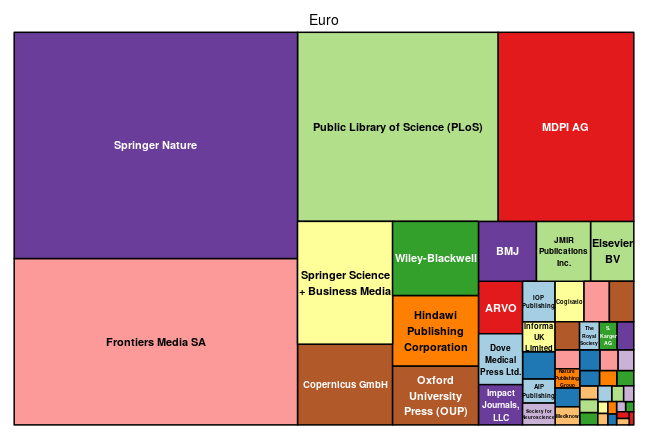 Euro
Springer Nature
Public Library of Science (PLoS)
MDPI AG
Frontiers Media SA
Springer Science
+ Business Media
Copernicus GmbH
Wiley-Blackwell
Hindawi
Publishing
Corporation
Oxford
University
Press (OUP)
BMJ
JMIR
Publications
Inc.
Elsevier
BV
ARVO
Dove
Medical
Press Ltd.
Impact
Journals,
LLC
IOP
Publishing
Cogitatio
Informa
UK
Limited
The
Royal
Society
S.
Karger
AG
Nature
Publishing
Group
AIP
Publishing
Society for
Neuroscience
Medknow